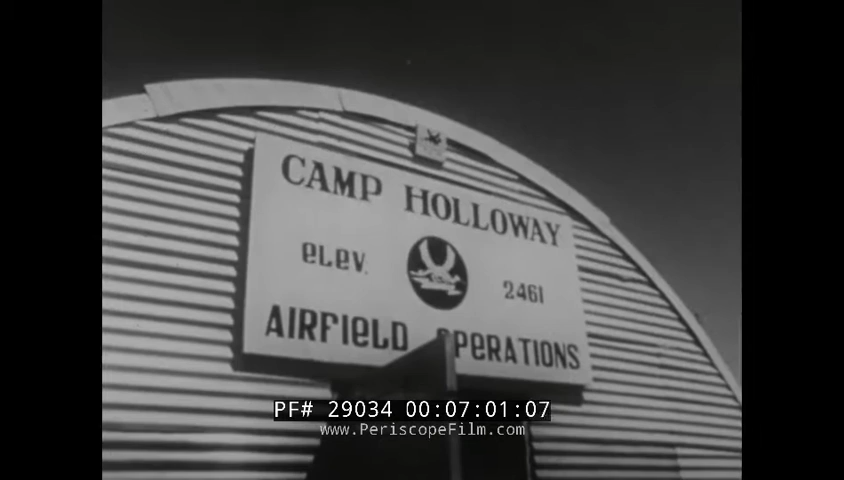 CAMP HOLLOWAY
ELEV. 2461
AIRFIELD OPERATIONS
PF# 29034 00:07:01:07
www.PeriscopeFilm.com